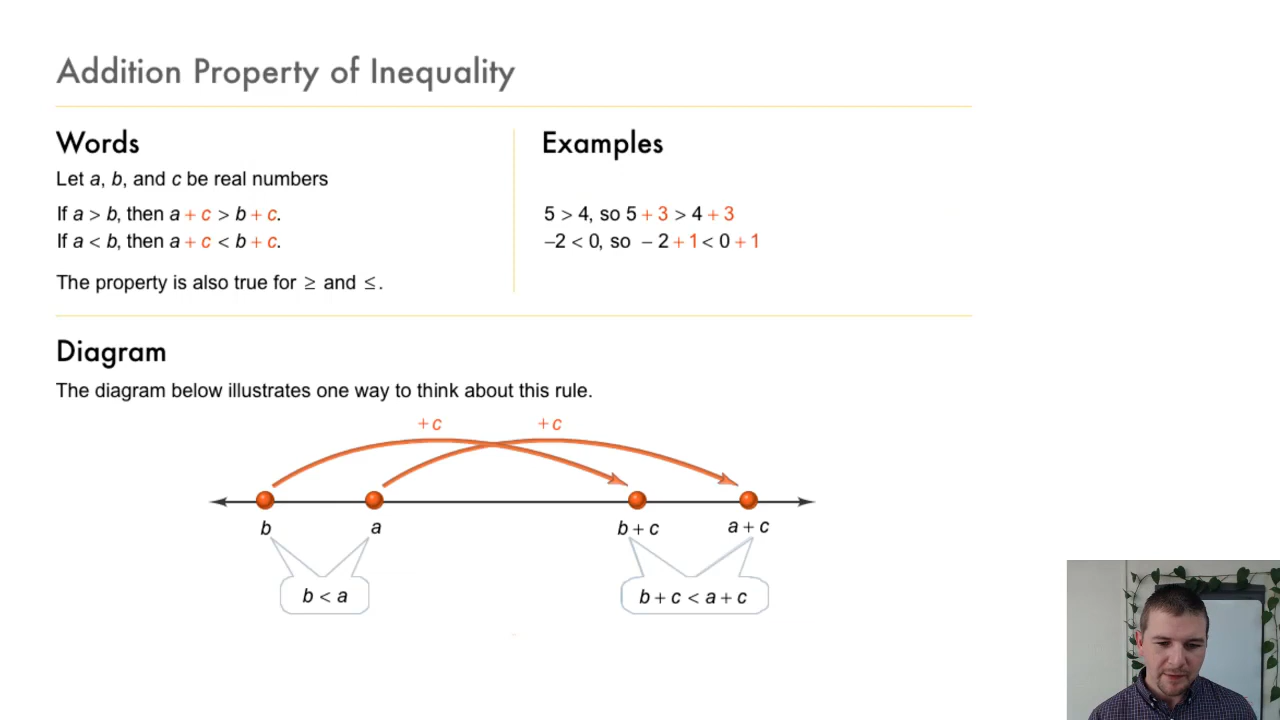 Addition Property of Inequality
Words
Let a, b, and c be real numbers
If a > b, then a + c > b + c.
If a < b, then a + c < b + c.
The property is also true for ≥ and ≤.
Examples
5 > 4, so 5 + 3 > 4 + 3
−2 < 0, so − 2 + 1 < 0 + 1
Diagram
The diagram below illustrates one way to think about this rule.
+c +c
b a b + c a + c
b < a b + c < a + c